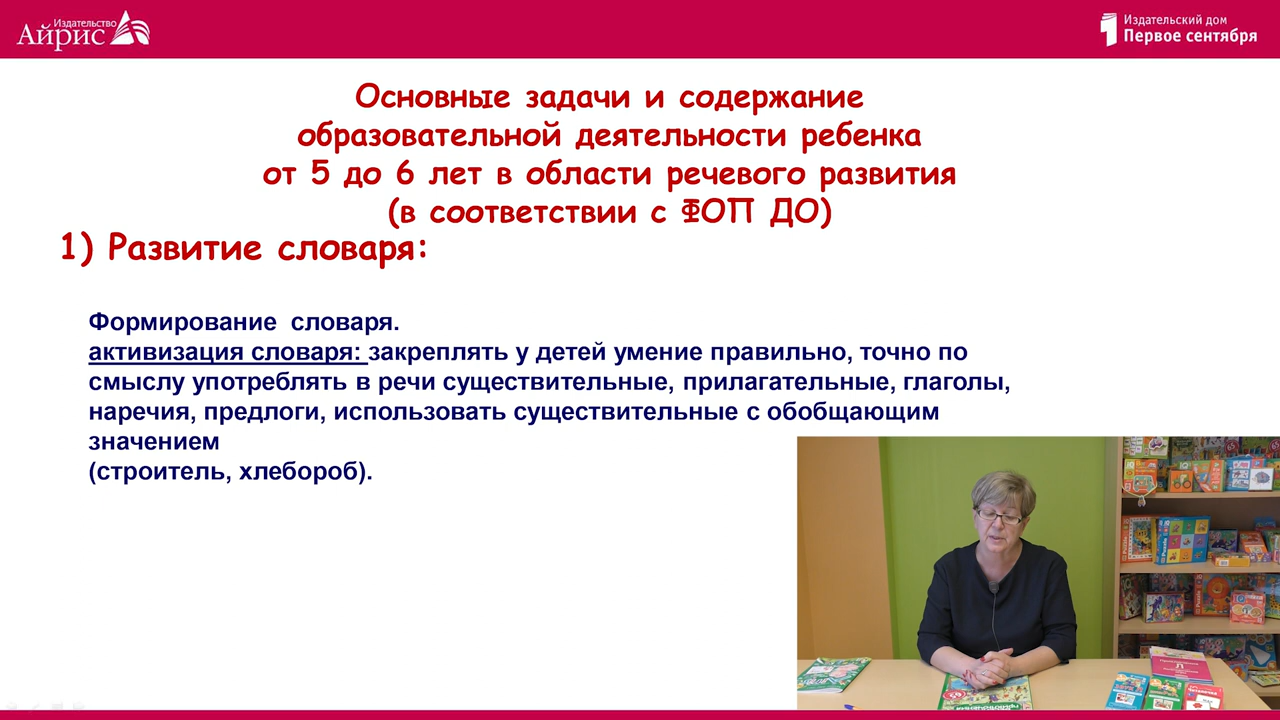 Издательство
Айрис
Издательский дом
Первое сентября
Основные задачи и содержание
образовательной деятельности ребенка
от 5 до 6 лет в области речевого развития
(в соответствии с ФОП ДО)
1) Развитие словаря:
Формирование словаря.
активизация словаря: закреплять у детей умение правильно, точно по
смыслу употреблять в речи существительные, прилагательные, глаголы,
наречия, предлоги, использовать существительные с обобщающим
значением
(строитель, хлебороб).